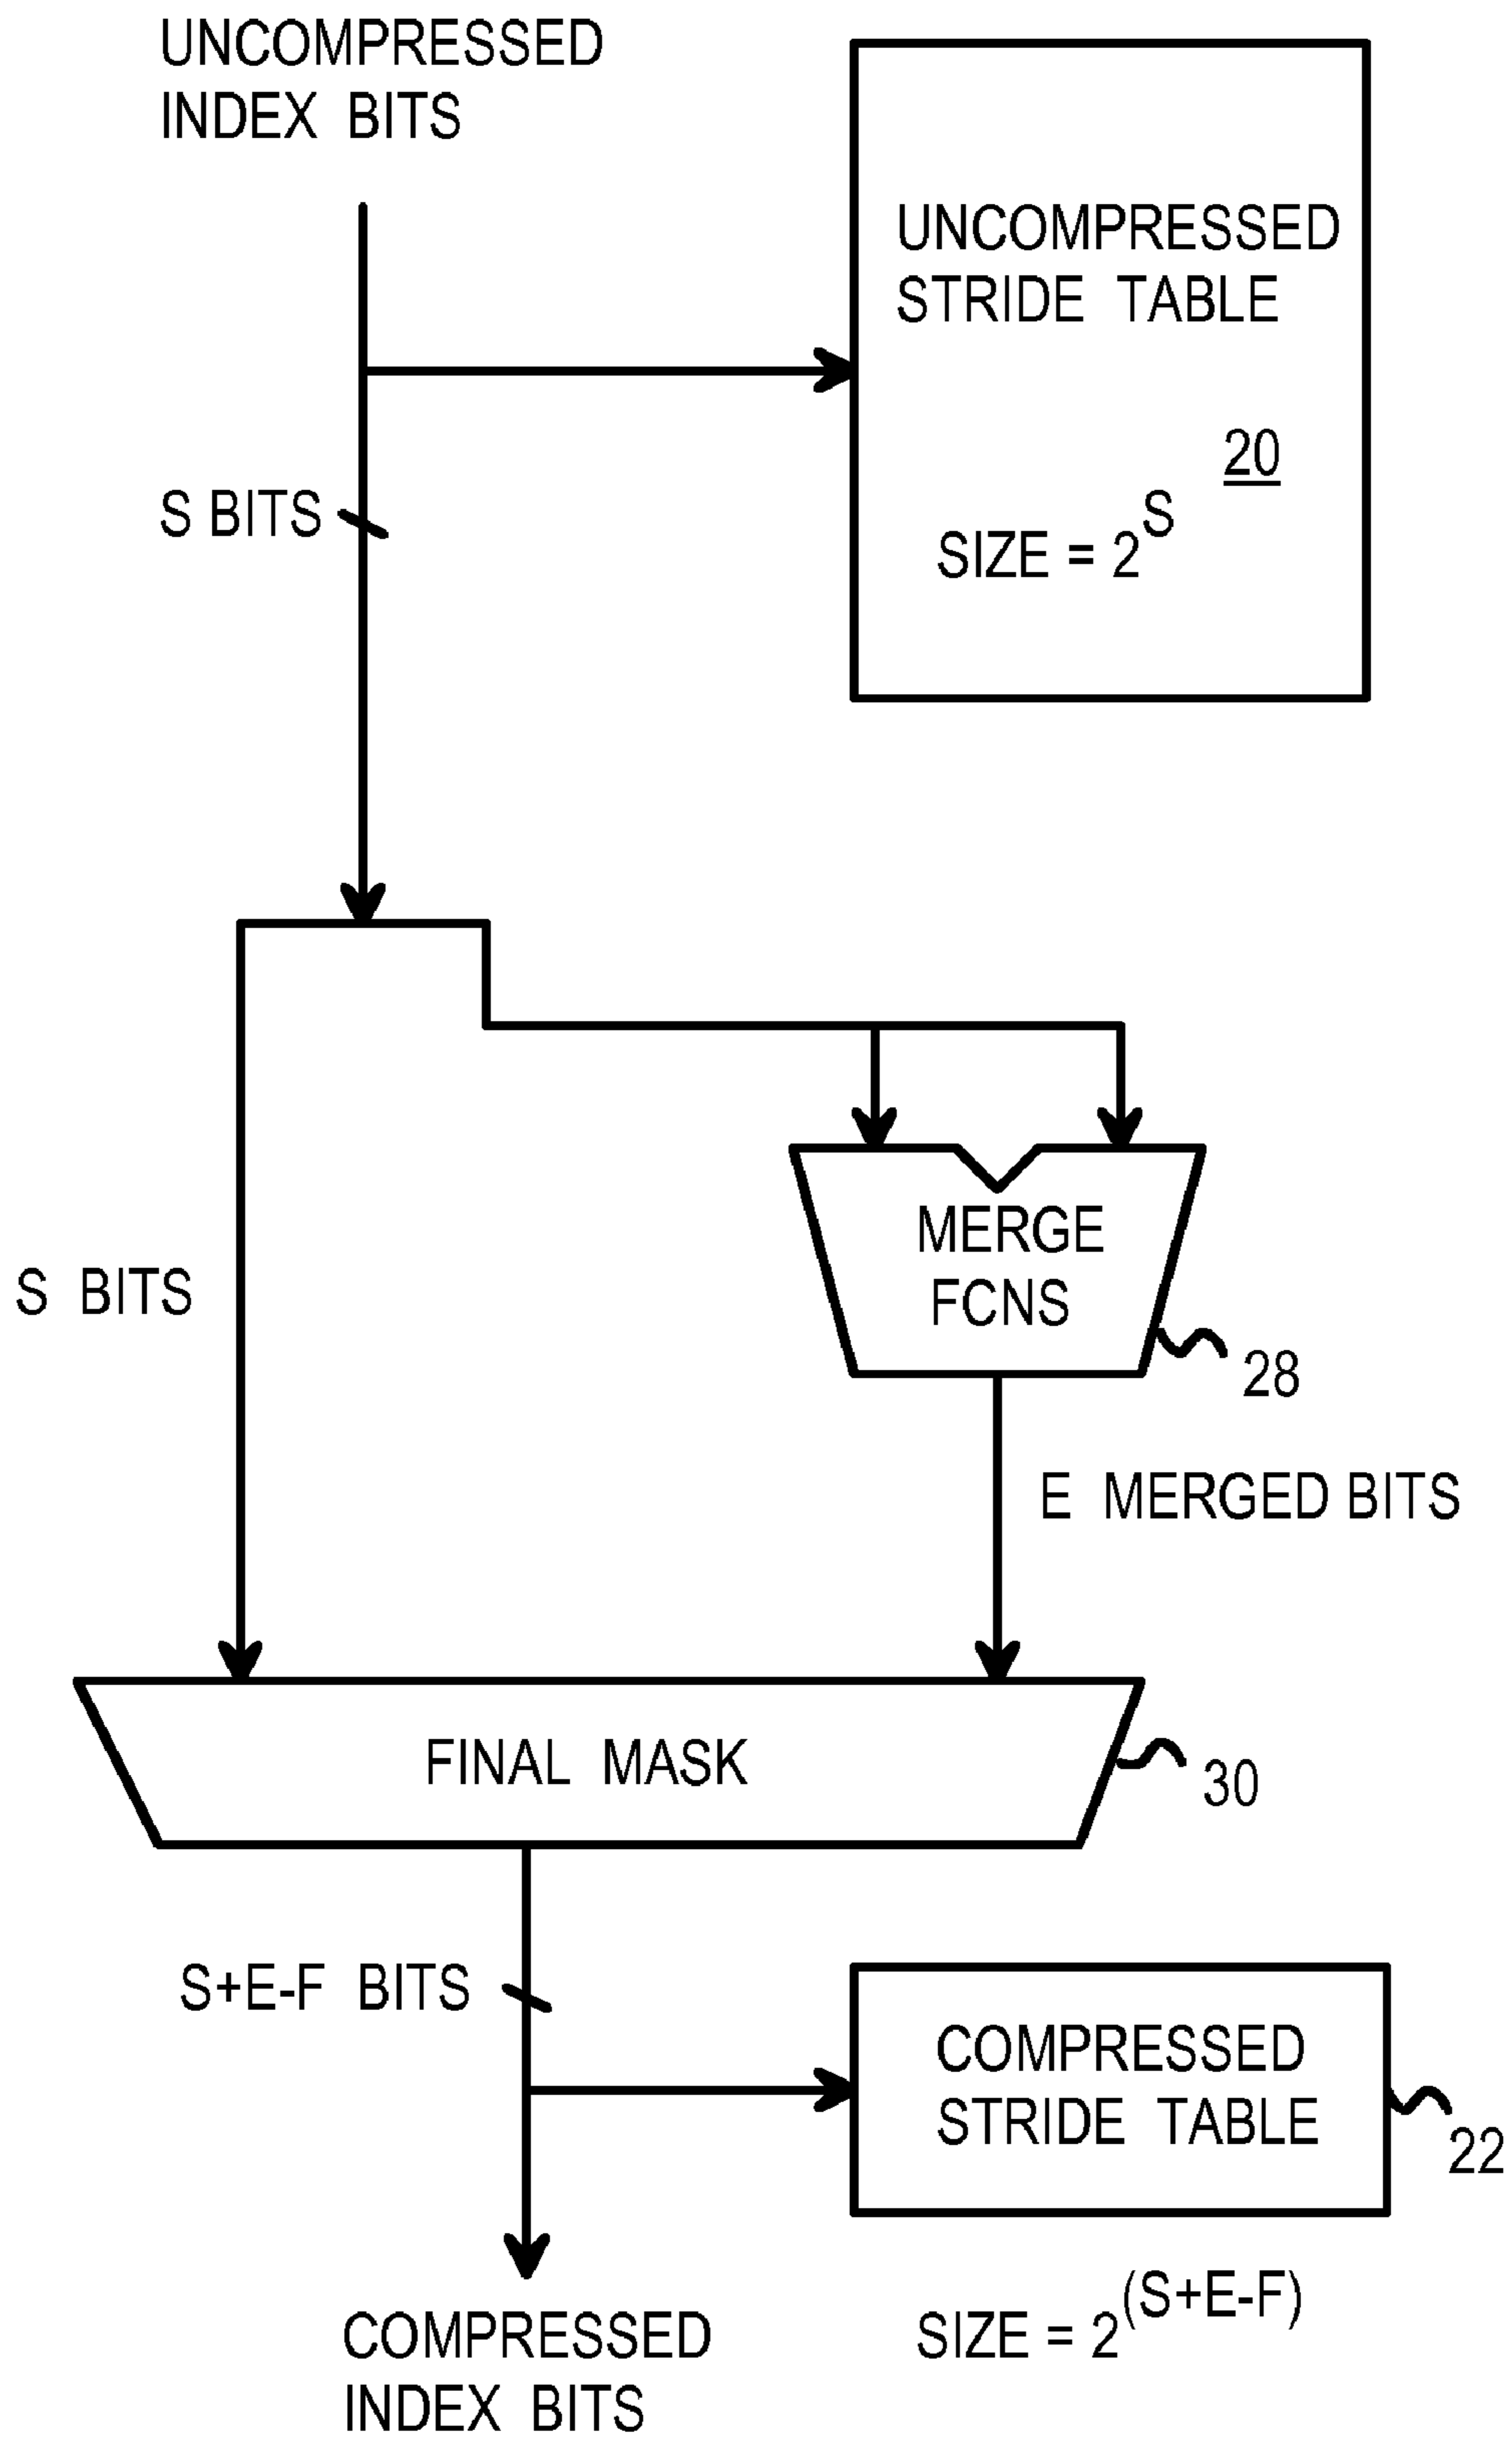 UNCOMPRESSED
INDEX BITS
UNCOMPRESSED
STRIDE TABLE
20
S BITS
SIZE = 2^S
S BITS
MERGE
FCNS
28
E MERGED BITS
FINAL MASK
30
S+E-F BITS
COMPRESSED
STRIDE TABLE
22
COMPRESSED
INDEX BITS
SIZE = 2^(S+E-F)